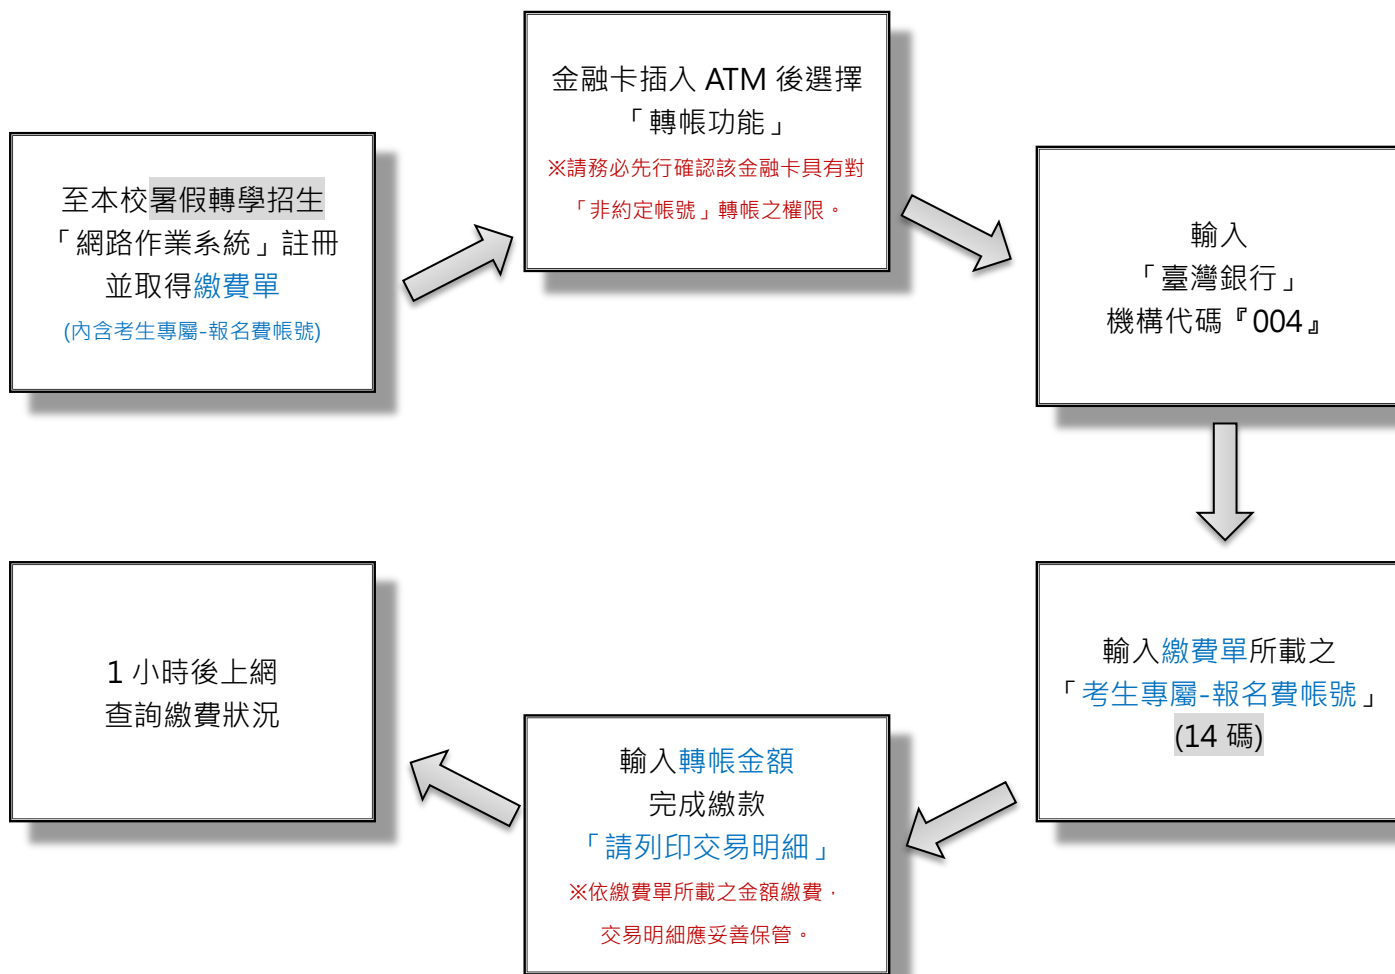 至本校暑假轉學招生
「網路作業系統」註冊
並取得繳費單
(內含考生專屬-報名費帳號)
金融卡插入 ATM 後選擇
「轉帳功能」
※請務必先行確認該金融卡具有對
「非約定帳號」轉帳之權限。
輸入
「臺灣銀行」
機構代碼『004』
輸入繳費單所載之
「考生專屬-報名費帳號」
(14 碼)
輸入轉帳金額
完成繳款
「請列印交易明細」
※依繳費單所載之金額繳費，
交易明細應妥善保管。
1 小時後上網
查詢繳費狀況